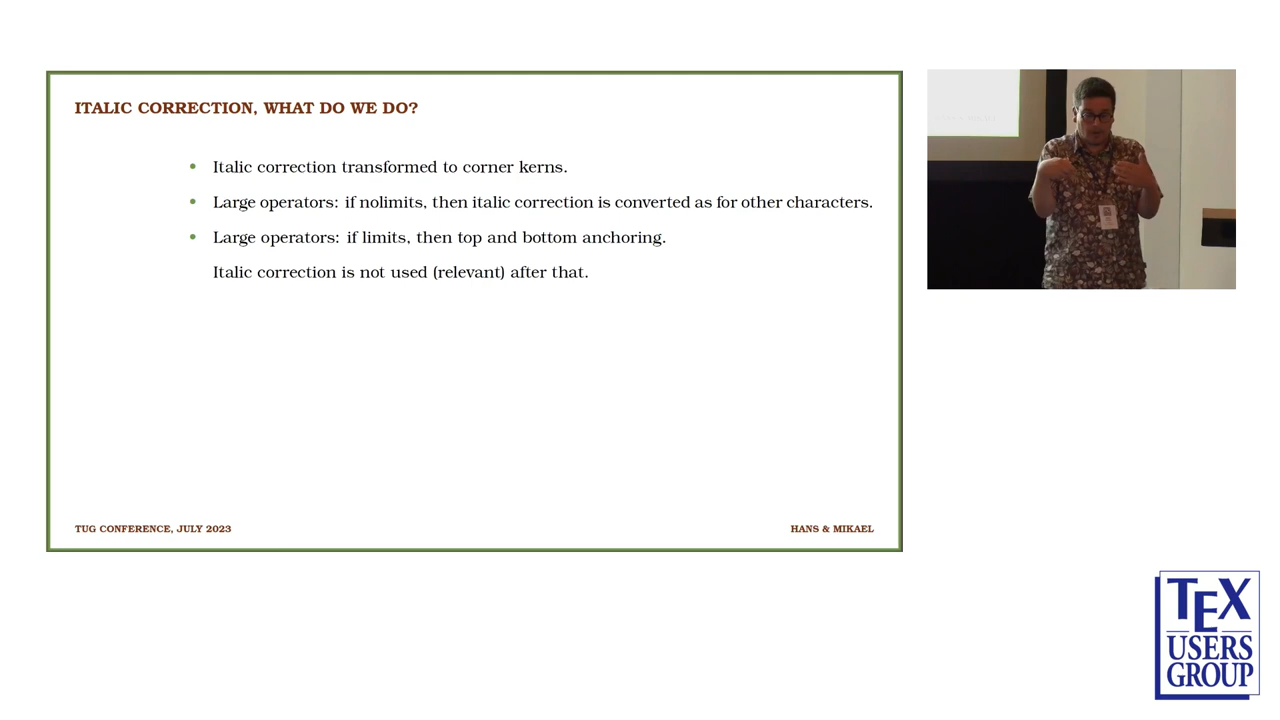 ITALIC CORRECTION, WHAT DO WE DO?
• Italic correction transformed to corner kerns.
• Large operators: if nolimits, then italic correction is converted as for other characters.
• Large operators: if limits, then top and bottom anchoring.
Italic correction is not used (relevant) after that.
TUG CONFERENCE, JULY 2023
HANS & MIKAEL
TEX
USERS
GROUP